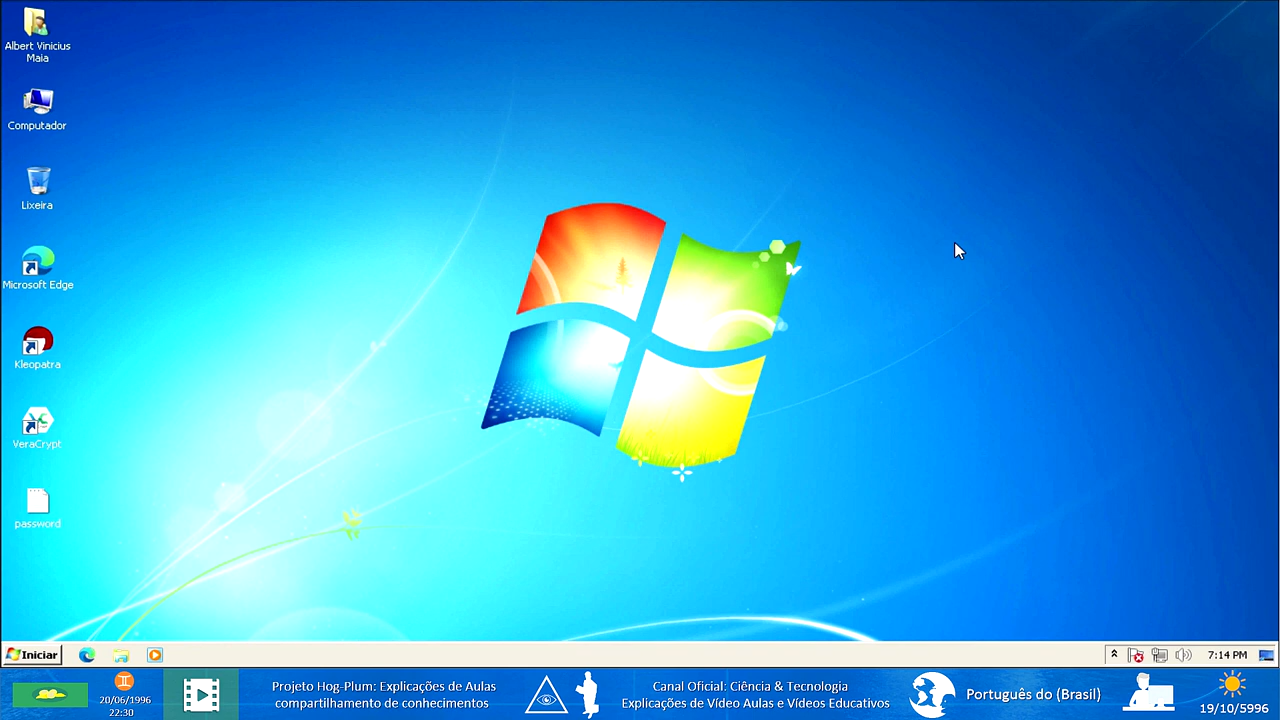 Albert Vinicius
Maia
Computador
Lixeira
Microsoft Edge
Kleopatra
VeraCrypt
password
Iniciar
7:14 PM
20/06/1996
22:30
Projeto Hog-Plum: Explicações de Aulas
compartilhamento de conhecimentos
Canal Oficial: Ciência & Tecnologia
Explicações de Vídeo Aulas e Vídeos Educativos
Português do (Brasil)
19/10/5996